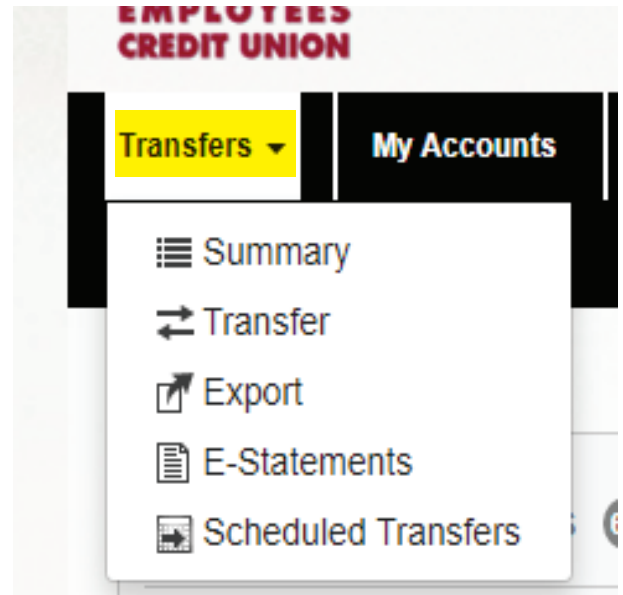 EMPLOYEES
CREDIT UNION
Transfers
My Accounts
Summary
Transfer
Export
E-Statements
Scheduled Transfers